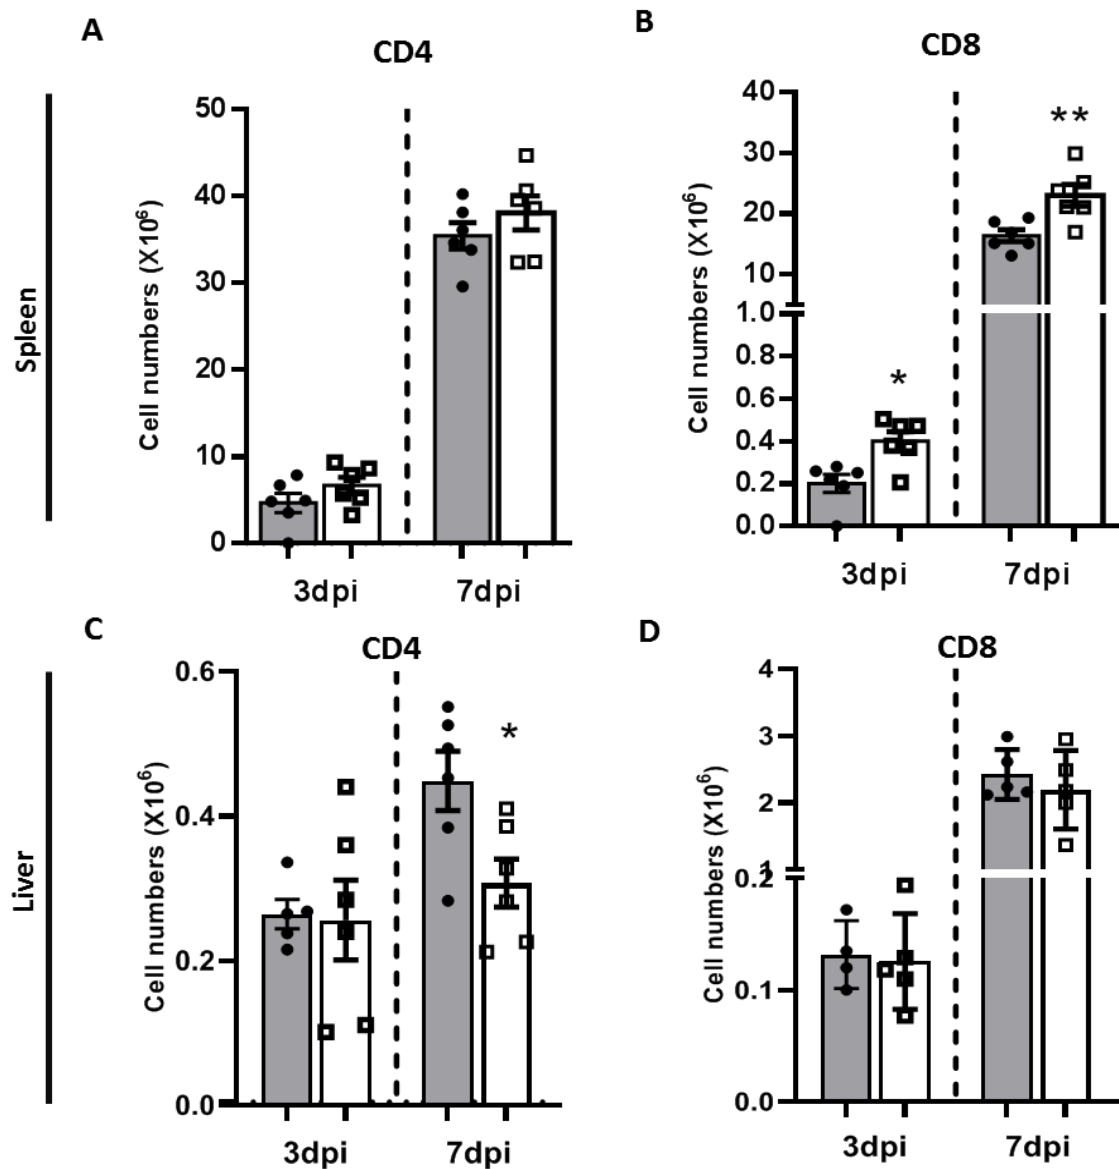 A
CD4
Spleen
Cell numbers (X10⁶)
50
40
30
20
10
0
3dpi
7dpi
B
CD8
Cell numbers (X10⁶)
40
30
20
10
1.0
0.8
0.6
0.4
0.2
0.0
*
**
3dpi
7dpi
C
CD4
Liver
Cell numbers (X10⁶)
0.6
0.4
0.2
0.0
*
3dpi
7dpi
D
CD8
Cell numbers (X10⁶)
4
3
2
1
0.2
0.1
0.0
3dpi
7dpi